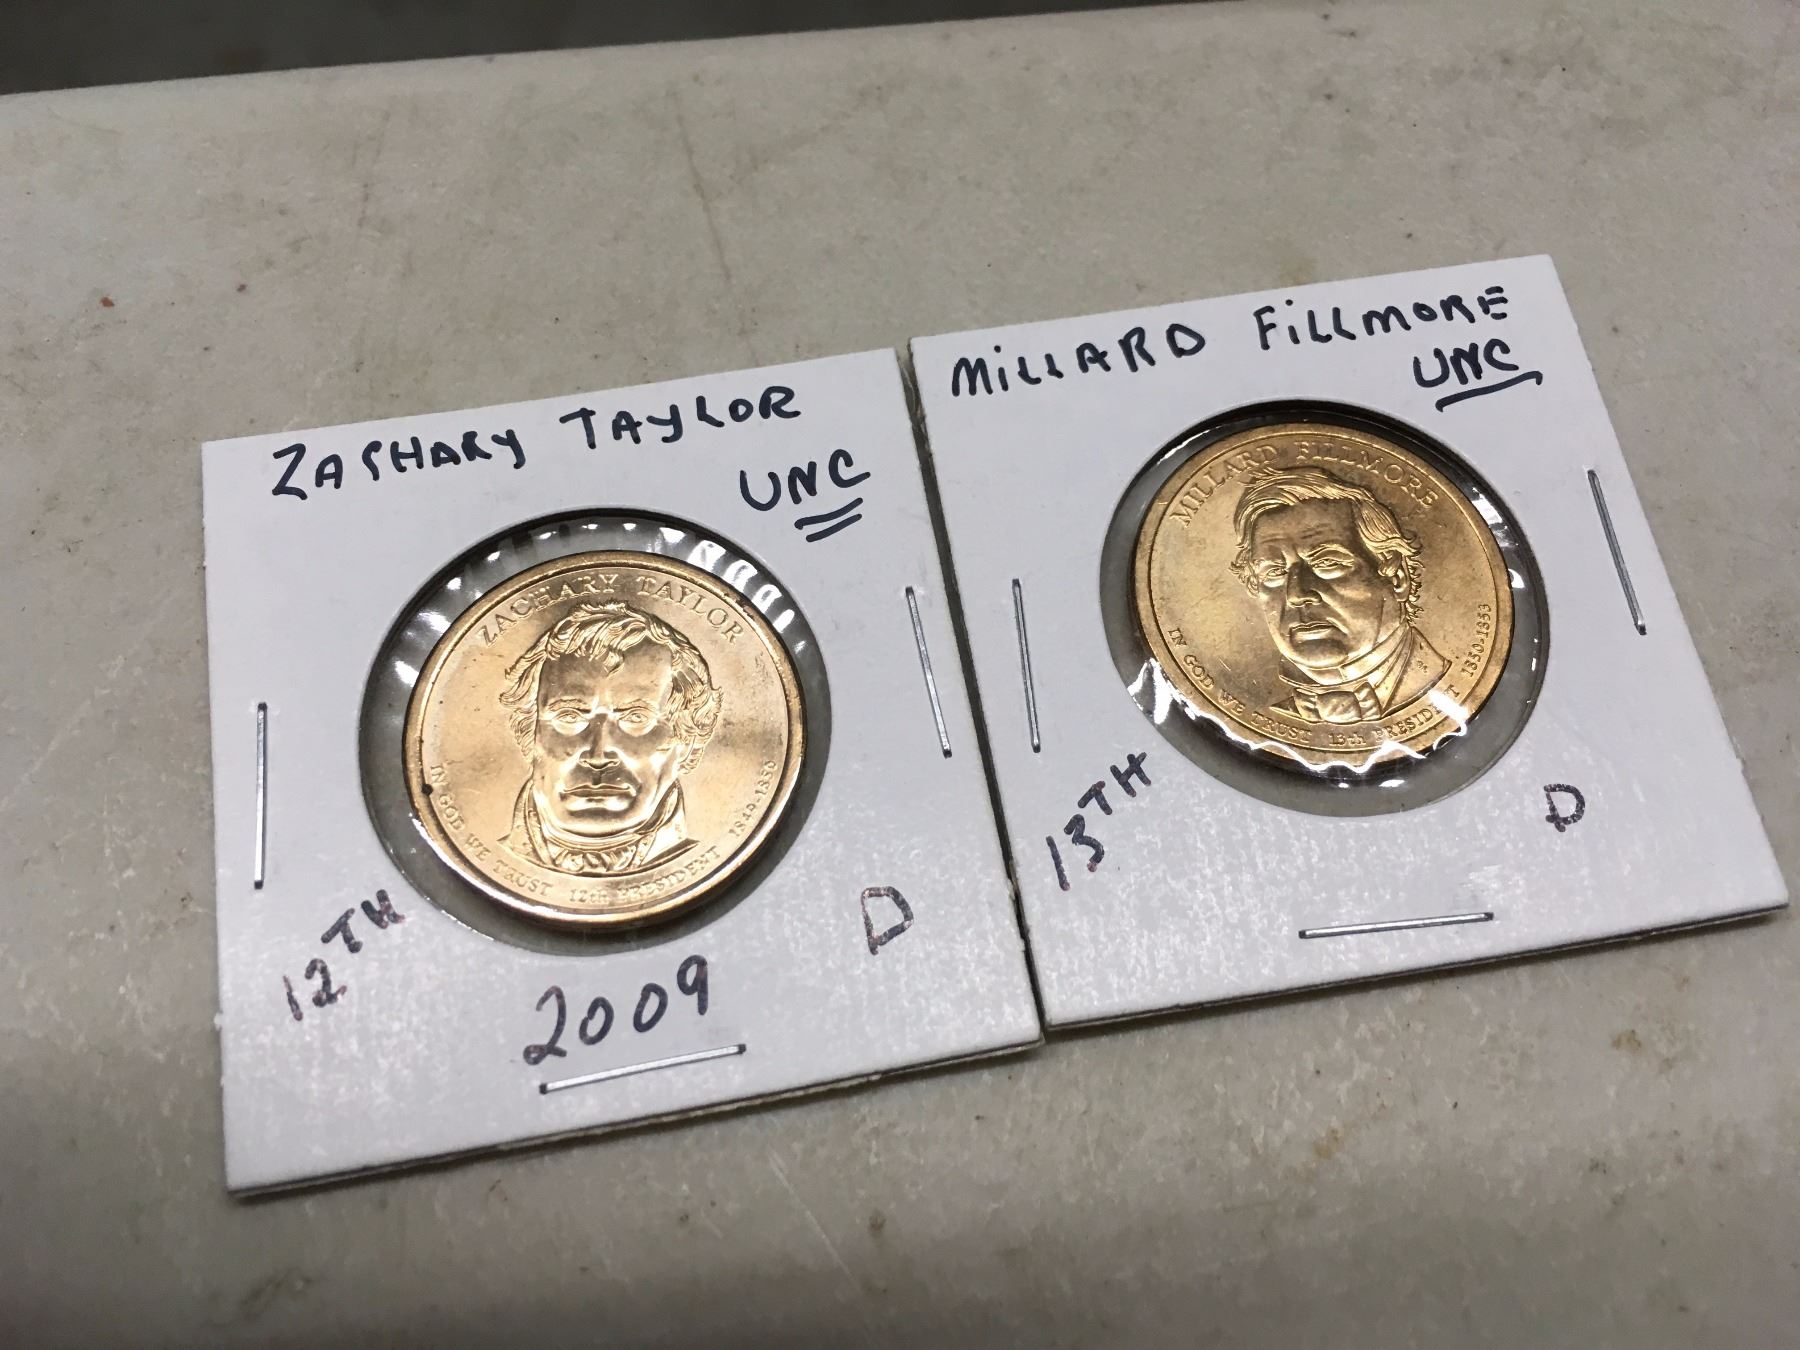 ZACHARY TAYLOR
UNC
ZACHARY TAYLOR
IN GOD WE TRUST 12th PRESIDENT 1849-1850
12TH
D
2009
MiLLARD FiLLMORE
UNC
MILLARD FILLMORE
IN GOD WE TRUST 13th PRESIDENT 1850-1853
13TH
D